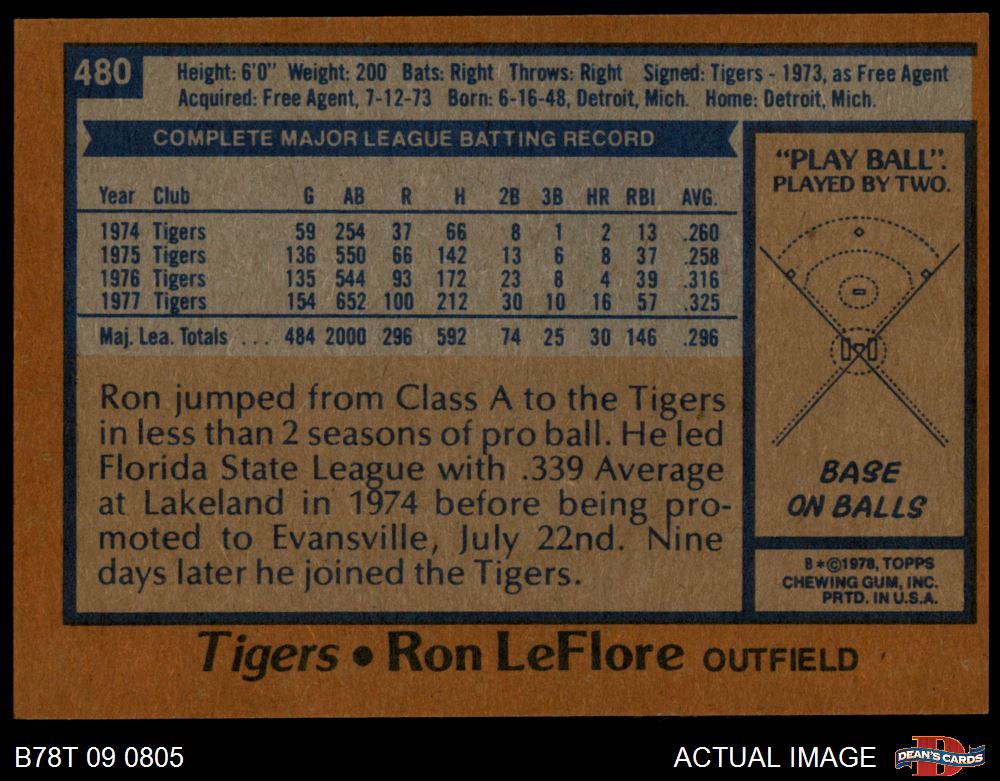 480
Height: 6'0" Weight: 200 Bats: Right Throws: Right Signed: Tigers - 1973, as Free Agent
Acquired: Free Agent, 7-12-73 Born: 6-16-48, Detroit, Mich. Home: Detroit, Mich.
COMPLETE MAJOR LEAGUE BATTING RECORD
Year Club G AB R H 2B 3B HR RBI AVG.
1974 Tigers 59 254 37 66 8 1 2 13 .260
1975 Tigers 136 550 66 142 13 6 8 37 .258
1976 Tigers 135 544 93 172 23 8 4 39 .316
1977 Tigers 154 652 100 212 30 10 16 57 .325
Maj. Lea. Totals . . . 484 2000 296 592 74 25 30 146 .296
Ron jumped from Class A to the Tigers
in less than 2 seasons of pro ball. He led
Florida State League with .339 Average
at Lakeland in 1974 before being pro-
moted to Evansville, July 22nd. Nine
days later he joined the Tigers.
"PLAY BALL".
PLAYED BY TWO.
BASE
ON BALLS
B*©1978, TOPPS
CHEWING GUM, INC.
PRTD. IN U.S.A.
Tigers • Ron LeFlore OUTFIELD
B78T 09 0805
ACTUAL IMAGE
D
DEAN'S CARDS